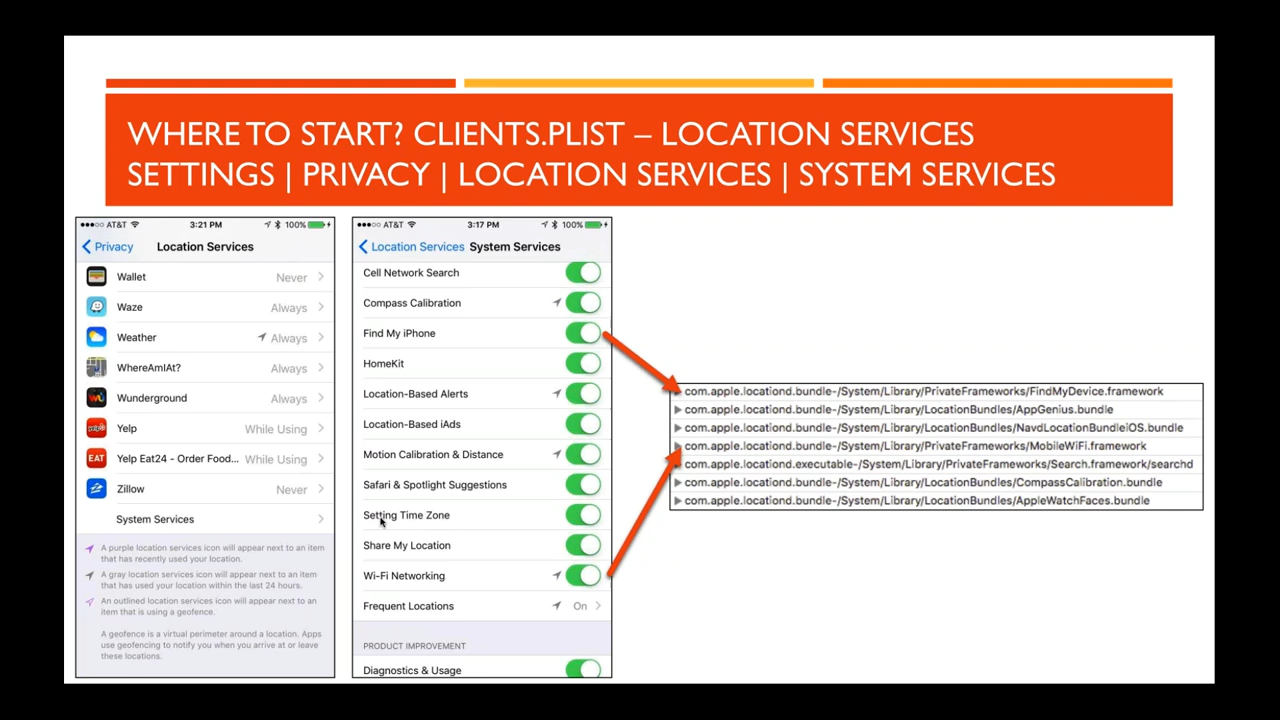 WHERE TO START? CLIENTS.PLIST – LOCATION SERVICES
SETTINGS | PRIVACY | LOCATION SERVICES | SYSTEM SERVICES
AT&T 3:21 PM 100%
Privacy Location Services
Wallet Never
Waze Always
Weather Always
WhereAmIAt? Always
Wunderground Always
Yelp While Using
EAT Yelp Eat24 - Order Food... While Using
Zillow Never
System Services
A purple location services icon will appear next to an item
that has recently used your location.
A gray location services icon will appear next to an item
that has used your location within the last 24 hours.
An outlined location services icon will appear next to an
item that is using a geofence.
A geofence is a virtual perimeter around a location. Apps
use geofencing to notify you when you arrive at or leave
these locations.
AT&T 3:17 PM 100%
Location Services System Services
Cell Network Search
Compass Calibration
Find My iPhone
HomeKit
Location-Based Alerts
Location-Based iAds
Motion Calibration & Distance
Safari & Spotlight Suggestions
Setting Time Zone
Share My Location
Wi-Fi Networking
Frequent Locations On
PRODUCT IMPROVEMENT
Diagnostics & Usage
com.apple.locationd.bundle-/System/Library/PrivateFrameworks/FindMyDevice.framework
com.apple.locationd.bundle-/System/Library/LocationBundles/AppGenius.bundle
com.apple.locationd.bundle-/System/Library/LocationBundles/NavdLocationBundleiOS.bundle
com.apple.locationd.bundle-/System/Library/PrivateFrameworks/MobileWiFi.framework
com.apple.locationd.executable-/System/Library/PrivateFrameworks/Search.framework/searchd
com.apple.locationd.bundle-/System/Library/LocationBundles/CompassCalibration.bundle
com.apple.locationd.bundle-/System/Library/LocationBundles/AppleWatchFaces.bundle